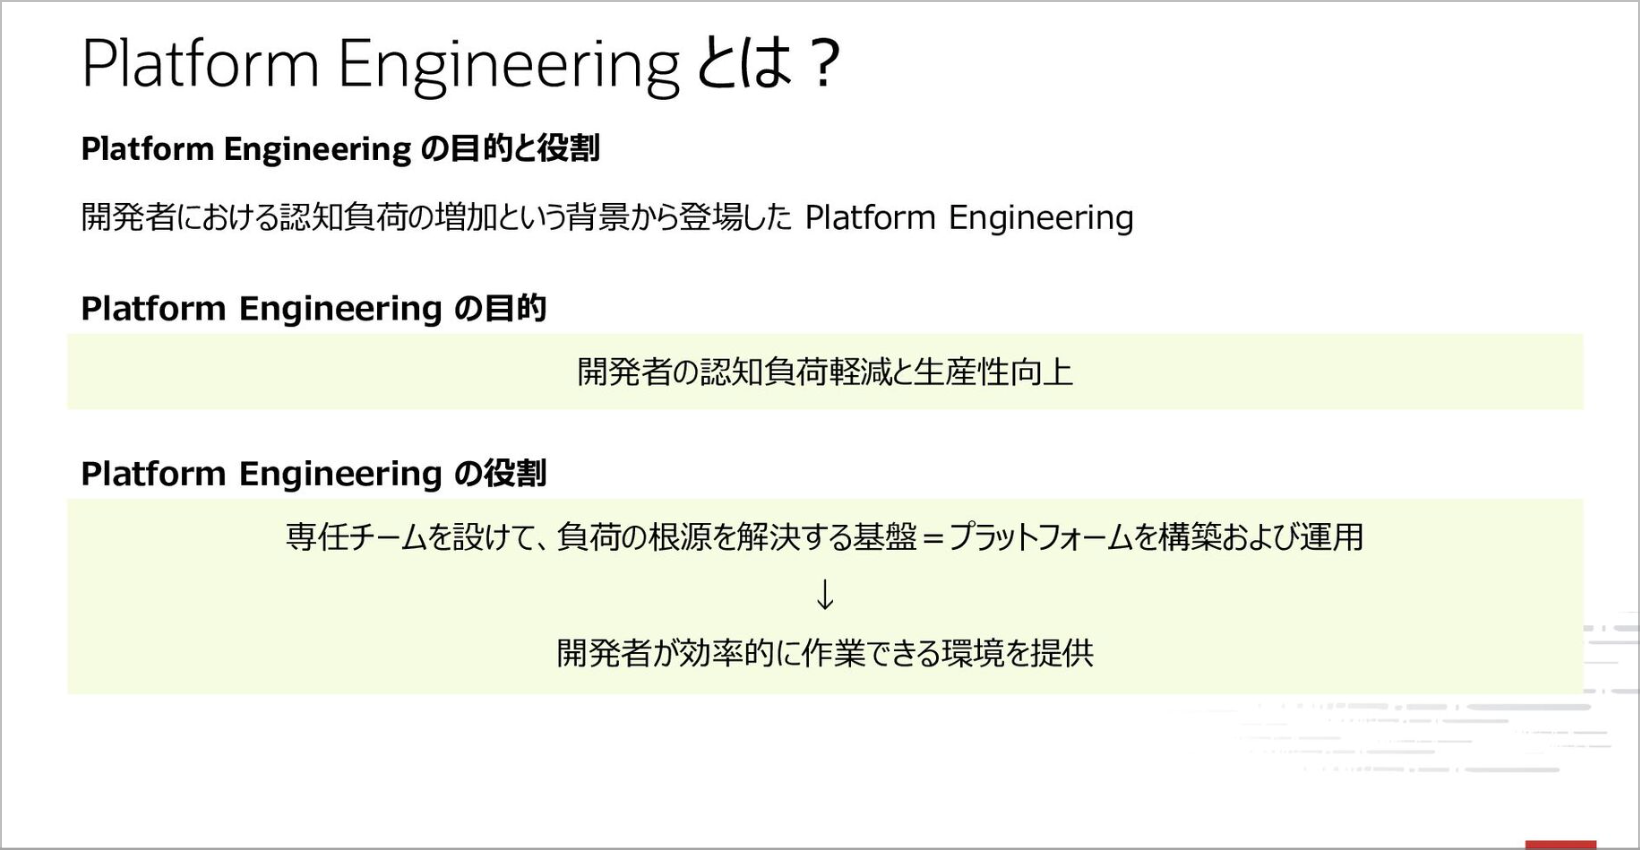 Platform Engineering とは？
Platform Engineering の目的と役割
開発者における認知負荷の増加という背景から登場した Platform Engineering
Platform Engineering の目的
開発者の認知負荷軽減と生産性向上
Platform Engineering の役割
専任チームを設けて、負荷の根源を解決する基盤＝プラットフォームを構築および運用
↓
開発者が効率的に作業できる環境を提供